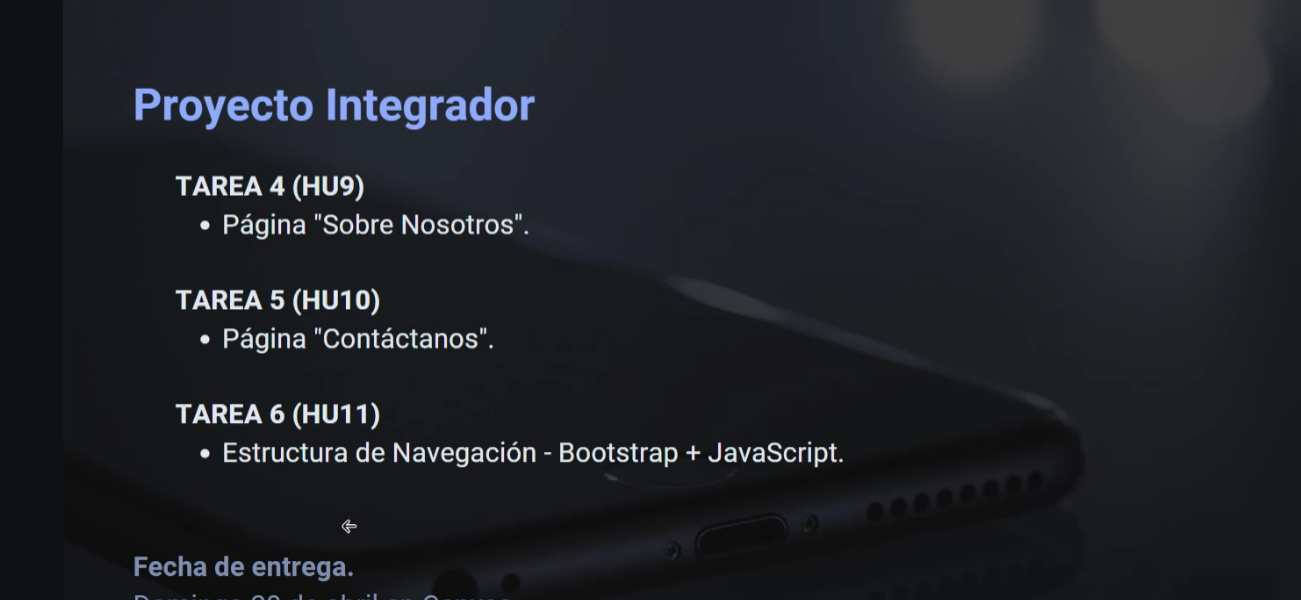 Proyecto Integrador
TAREA 4 (HU9)
• Página "Sobre Nosotros".
TAREA 5 (HU10)
• Página "Contáctanos".
TAREA 6 (HU11)
• Estructura de Navegación - Bootstrap + JavaScript.
Fecha de entrega.